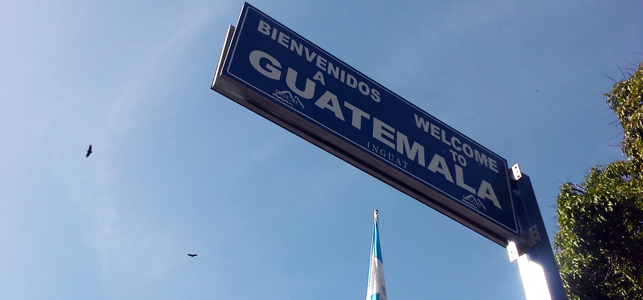 BIENVENIDOS
A
WELCOME
TO
GUATEMALA
INGUAT